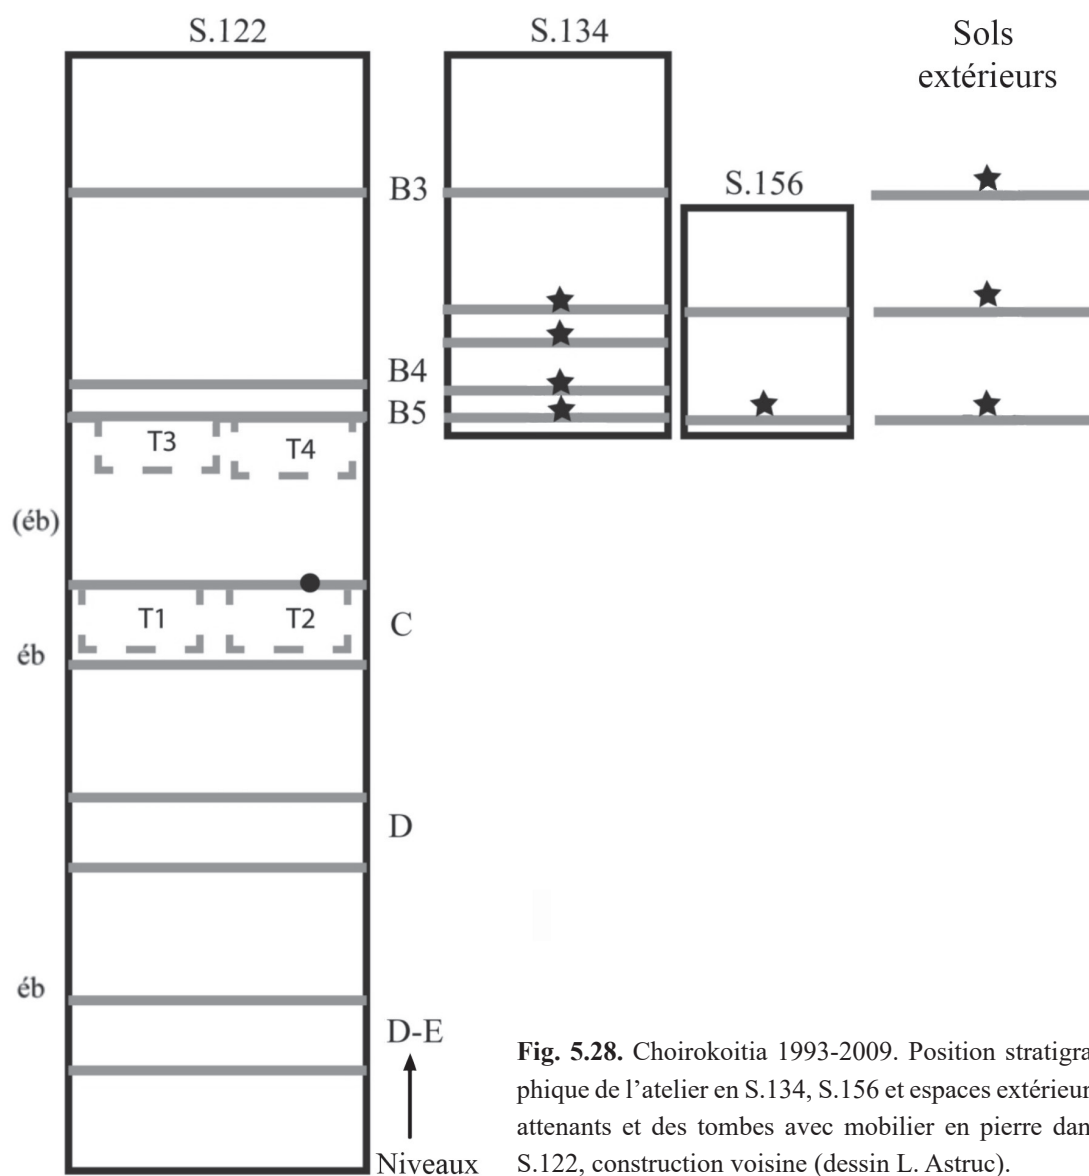 S.122
S.134
Sols
extérieurs
S.156
B3
B4
B5
T3
T4
(éb)
T1
T2
C
éb
D
éb
D-E
Niveaux
Fig. 5.28. Choirokoitia 1993-2009. Position stratigra
phique de l’atelier en S.134, S.156 et espaces extérieur
attenants et des tombes avec mobilier en pierre dan
S.122, construction voisine (dessin L. Astruc).